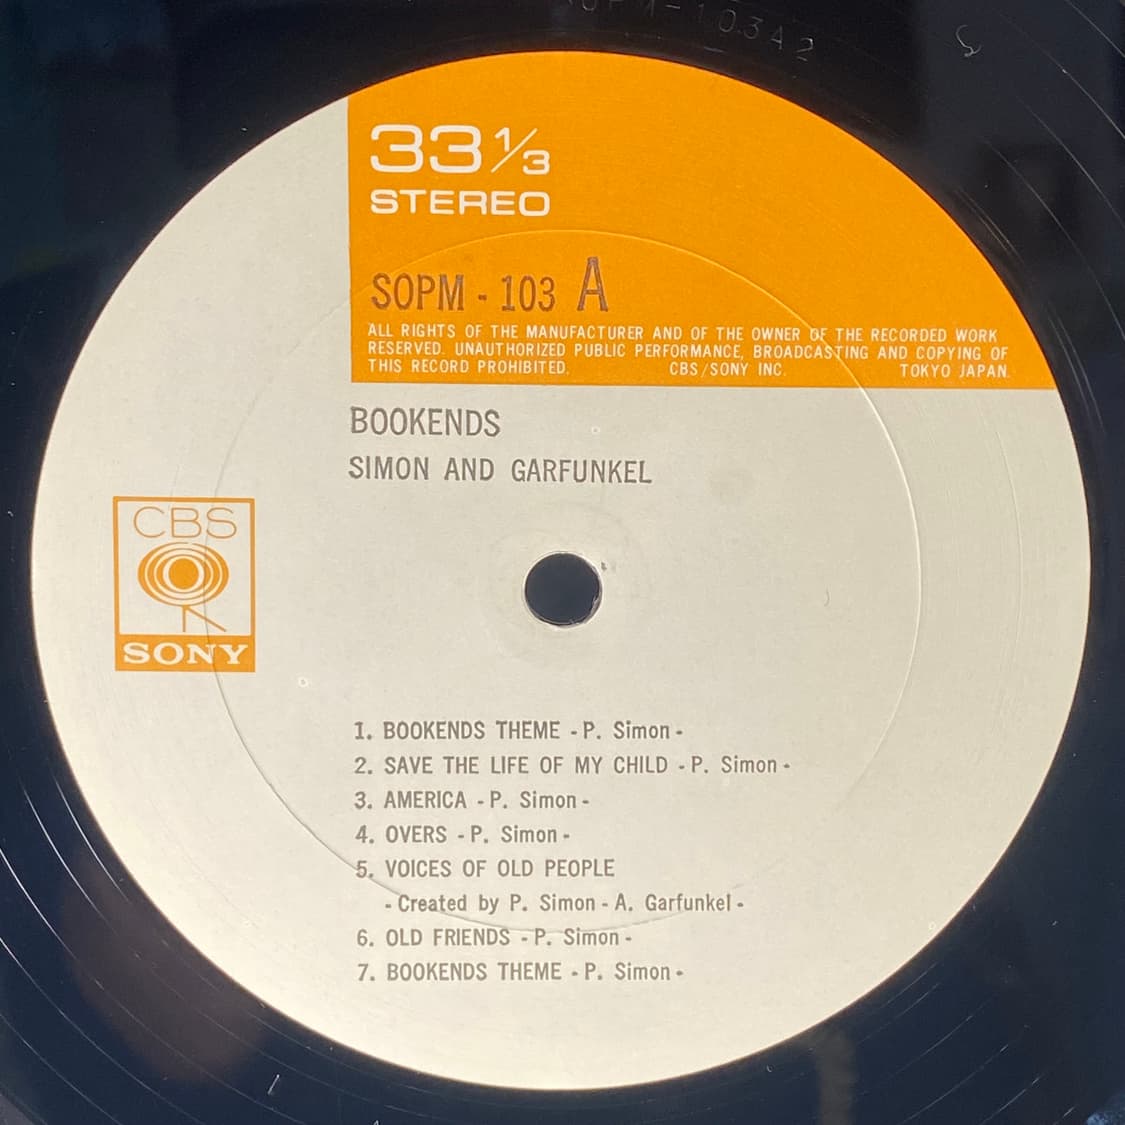 33 1/3
STEREO
SOPM - 103 A
ALL RIGHTS OF THE MANUFACTURER AND OF THE OWNER OF THE RECORDED WORK
RESERVED. UNAUTHORIZED PUBLIC PERFORMANCE, BROADCASTING AND COPYING OF
THIS RECORD PROHIBITED. CBS/SONY INC. TOKYO JAPAN.
BOOKENDS
SIMON AND GARFUNKEL
CBS
SONY
1. BOOKENDS THEME - P. Simon -
2. SAVE THE LIFE OF MY CHILD - P. Simon -
3. AMERICA - P. Simon -
4. OVERS - P. Simon -
5. VOICES OF OLD PEOPLE
- Created by P. Simon - A. Garfunkel -
6. OLD FRIENDS - P. Simon -
7. BOOKENDS THEME - P. Simon -